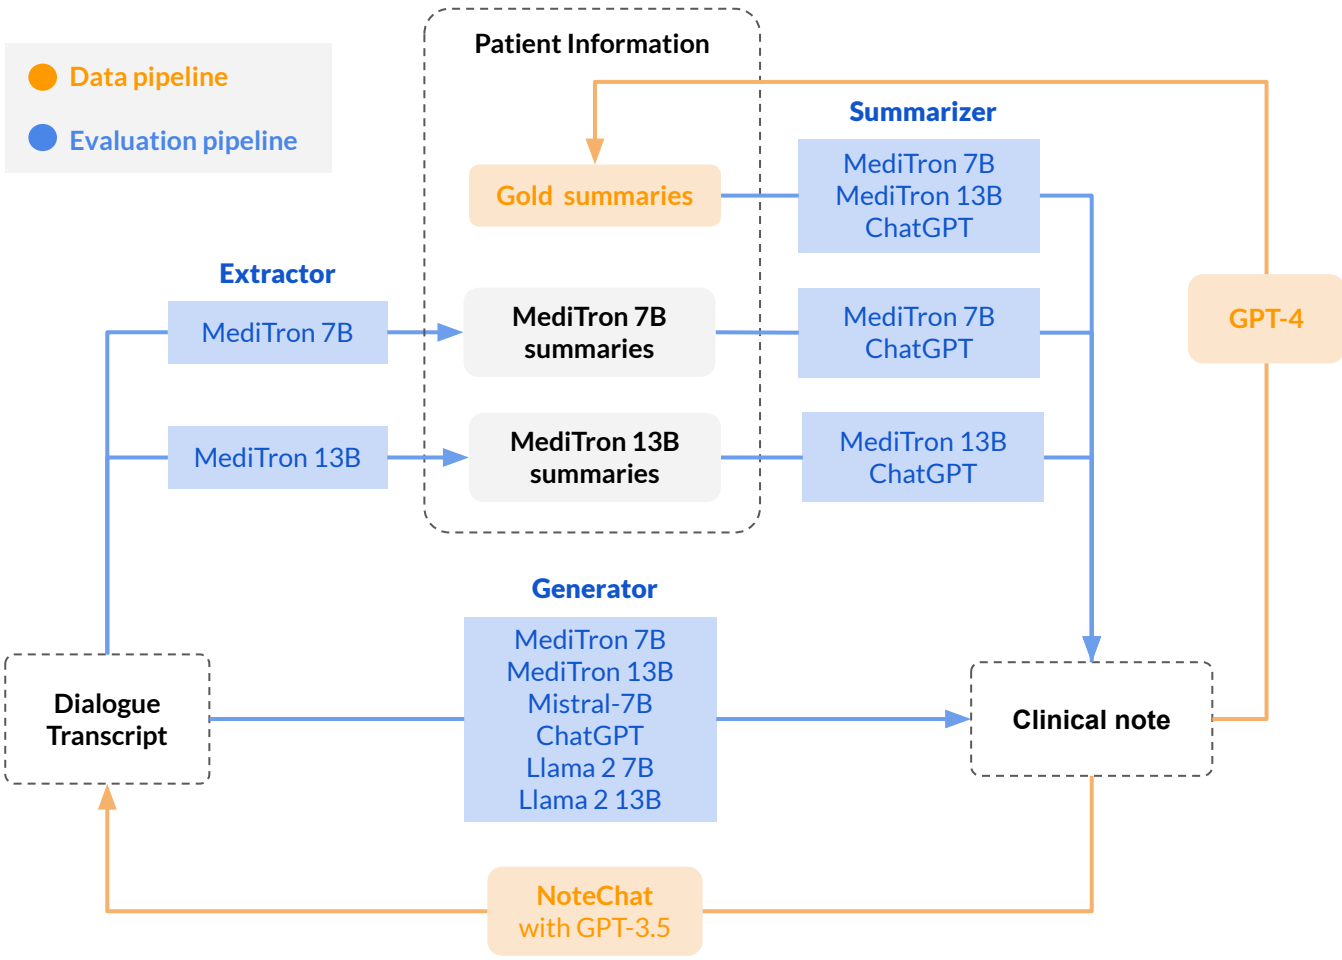 Data pipeline
Evaluation pipeline
Patient Information
Gold summaries
Summarizer
MediTron 7B
MediTron 13B
ChatGPT
Extractor
MediTron 7B
MediTron 7B
summaries
MediTron 7B
ChatGPT
GPT-4
MediTron 13B
MediTron 13B
summaries
MediTron 13B
ChatGPT
Generator
MediTron 7B
MediTron 13B
Mistral-7B
ChatGPT
Llama 2 7B
Llama 2 13B
Dialogue
Transcript
Clinical note
NoteChat
with GPT-3.5